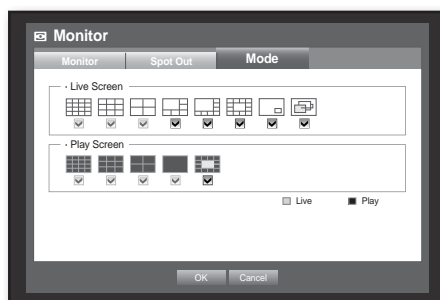 Monitor
Monitor Spot Out Mode
· Live Screen
· Play Screen
Live Play
OK Cancel